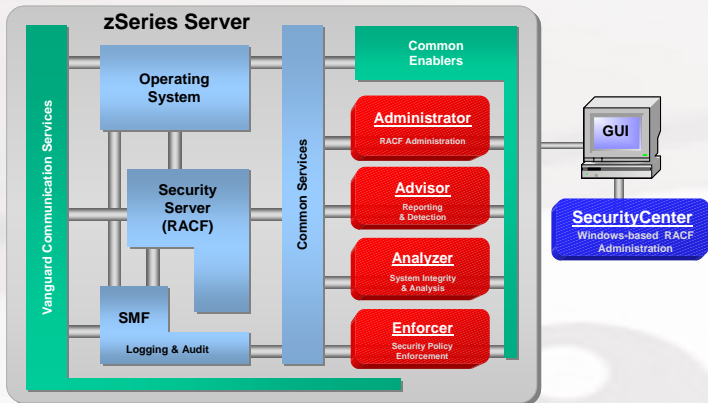 zSeries Server
Vanguard Communication Services
Operating
System
Security
Server
(RACF)
SMF
Logging & Audit
Common Services
Common
Enablers
Administrator
RACF Administration
Advisor
Reporting
& Detection
Analyzer
System Integrity
& Analysis
Enforcer
Security Policy
Enforcement
GUI
SecurityCenter
Windows-based RACF
Administration